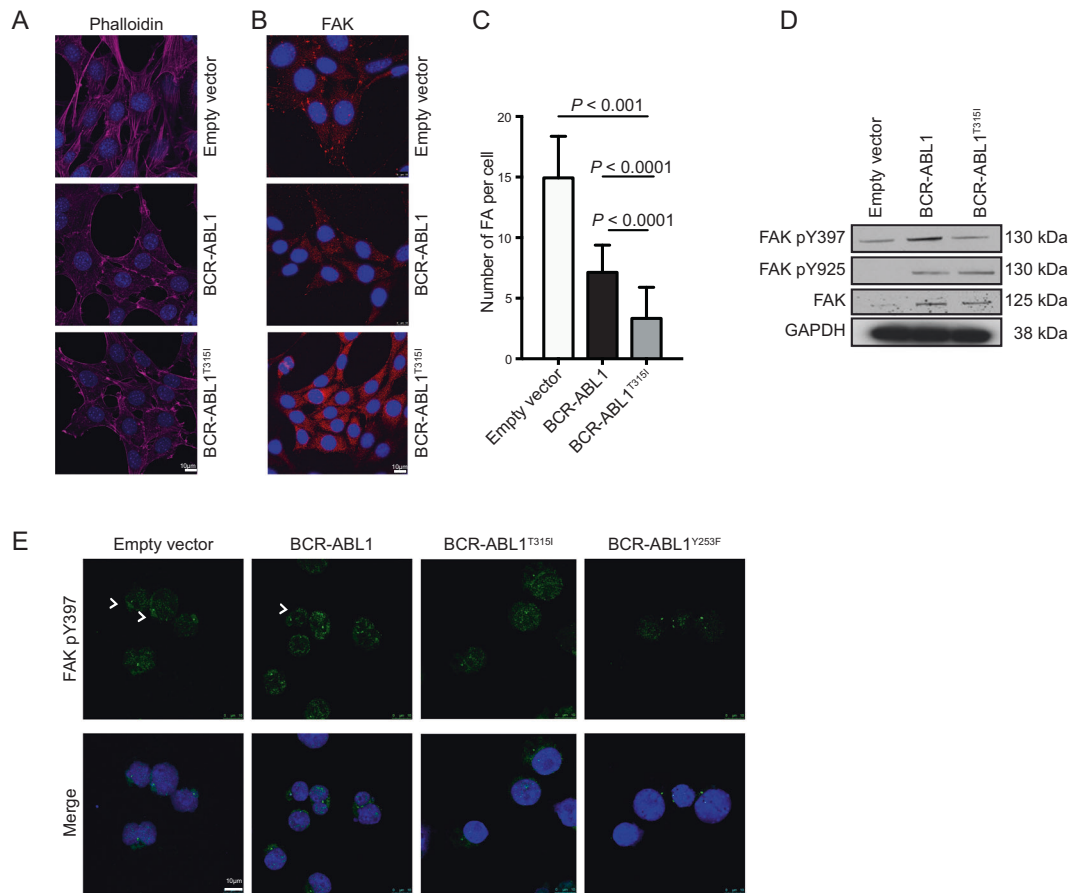 A
Phalloidin
Empty vector
BCR-ABL1
BCR-ABL1T315I
10µm
B
FAK
Empty vector
BCR-ABL1
BCR-ABL1T315I
10µm
C
Number of FA per cell
20
15
10
5
0
P < 0.001
P < 0.0001
P < 0.0001
Empty vector
BCR-ABL1
BCR-ABL1T315I
D
Empty vector
BCR-ABL1
BCR-ABL1T315I
FAK pY397 130 kDa
FAK pY925 130 kDa
FAK 125 kDa
GAPDH 38 kDa
E
Empty vector BCR-ABL1 BCR-ABL1T315I BCR-ABL1Y253F
FAK pY397
Merge
10µm